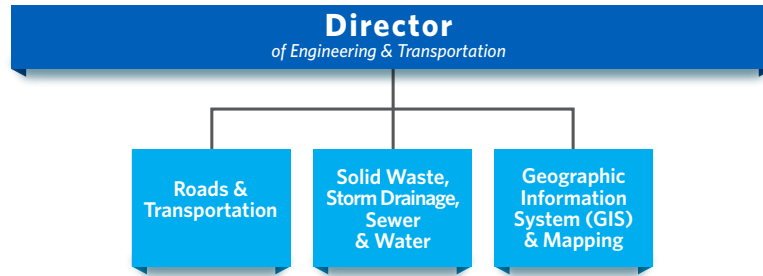 Director
of Engineering & Transportation
Roads &
Transportation
Solid Waste,
Storm Drainage,
Sewer
& Water
Geographic
Information
System (GIS)
& Mapping